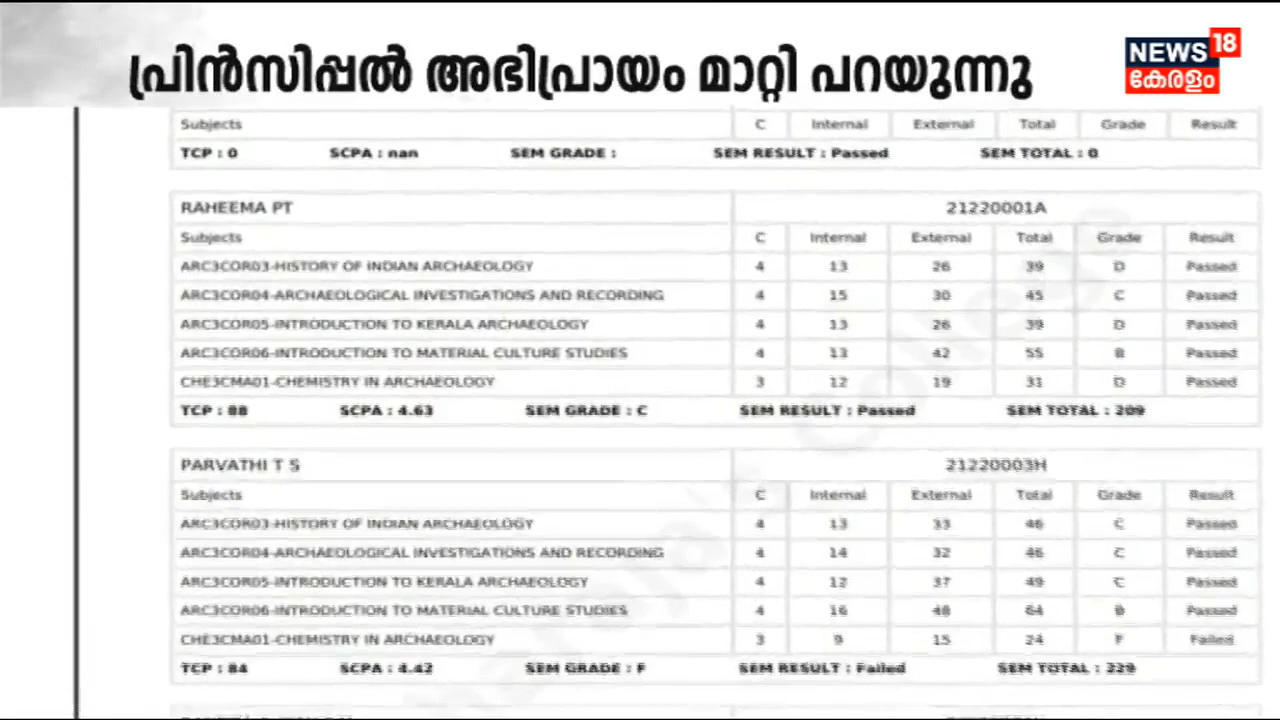 പ്രിൻസിപ്പൽ അഭിപ്രായം മാറ്റി പറയുന്നു
NEWS 18
കേരളം
Subjects C Internal External Total Grade Result
TCP : 0 SCPA : nan SEM GRADE : SEM RESULT : Passed SEM TOTAL : 0
RAHEEMA PT 21220001A
Subjects C Internal External Total Grade Result
ARC3COR03-HISTORY OF INDIAN ARCHAEOLOGY 4 13 26 39 D Passed
ARC3COR04-ARCHAEOLOGICAL INVESTIGATIONS AND RECORDING 4 15 30 45 C Passed
ARC3COR05-INTRODUCTION TO KERALA ARCHAEOLOGY 4 13 26 39 D Passed
ARC3COR06-INTRODUCTION TO MATERIAL CULTURE STUDIES 4 13 42 55 B Passed
CHE3CMA01-CHEMISTRY IN ARCHAEOLOGY 3 12 19 31 D Passed
TCP : 88 SCPA : 4.63 SEM GRADE : C SEM RESULT : Passed SEM TOTAL : 209
PARVATHI T S 21220003H
Subjects C Internal External Total Grade Result
ARC3COR03-HISTORY OF INDIAN ARCHAEOLOGY 4 13 33 46 C Passed
ARC3COR04-ARCHAEOLOGICAL INVESTIGATIONS AND RECORDING 4 14 32 46 C Passed
ARC3COR05-INTRODUCTION TO KERALA ARCHAEOLOGY 4 12 37 49 C Passed
ARC3COR06-INTRODUCTION TO MATERIAL CULTURE STUDIES 4 16 48 64 B Passed
CHE3CMA01-CHEMISTRY IN ARCHAEOLOGY 3 9 15 24 F Failed
TCP : 84 SCPA : 4.42 SEM GRADE : F SEM RESULT : Failed SEM TOTAL : 229